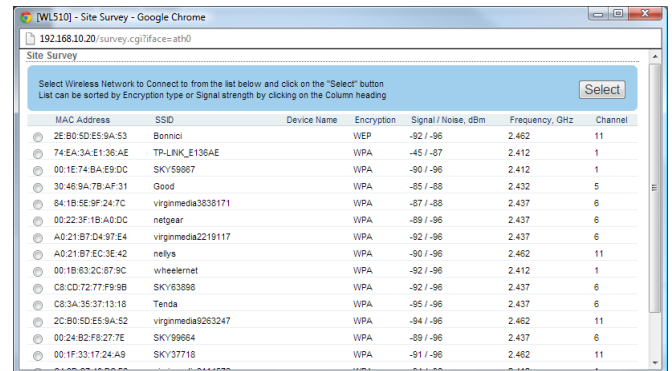 [WL510] - Site Survey - Google Chrome
192.168.10.20/survey.cgi?iface=ath0
Site Survey
Select Wireless Network to Connect to from the list below and click on the "Select" button
List can be sorted by Encryption type or Signal strength by clicking on the Column heading
Select
MAC Address SSID Device Name Encryption Signal / Noise, dBm Frequency, GHz Channel
2E:B0:5D:E5:9A:53 Bonnici WEP -92 / -96 2.462 11
74:EA:3A:E1:36:AE TP-LINK_E136AE WPA -45 / -87 2.412 1
00:1E:74:BA:E9:DC SKY59867 WPA -90 / -96 2.412 1
30:46:9A:7B:AF:31 Good WPA -85 / -88 2.432 5
84:1B:5E:9F:24:7C virginmedia3838171 WPA -87 / -88 2.437 6
00:22:3F:1B:A0:DC netgear WPA -89 / -96 2.437 6
A0:21:B7:D4:97:E4 virginmedia2219117 WPA -92 / -96 2.437 6
A0:21:B7:EC:3E:42 nellys WPA -90 / -96 2.462 11
00:1B:63:2C:87:9C wheelernet WPA -92 / -96 2.412 1
C8:CD:72:77:F9:9B SKY63898 WPA -92 / -96 2.437 6
C8:3A:35:37:13:18 Tenda WPA -95 / -96 2.437 6
2C:B0:5D:E5:9A:52 virginmedia9263247 WPA -94 / -96 2.462 11
00:24:B2:F8:27:7E SKY99664 WPA -89 / -96 2.437 6
00:1F:33:17:24:A9 SKY37718 WPA -91 / -96 2.462 11